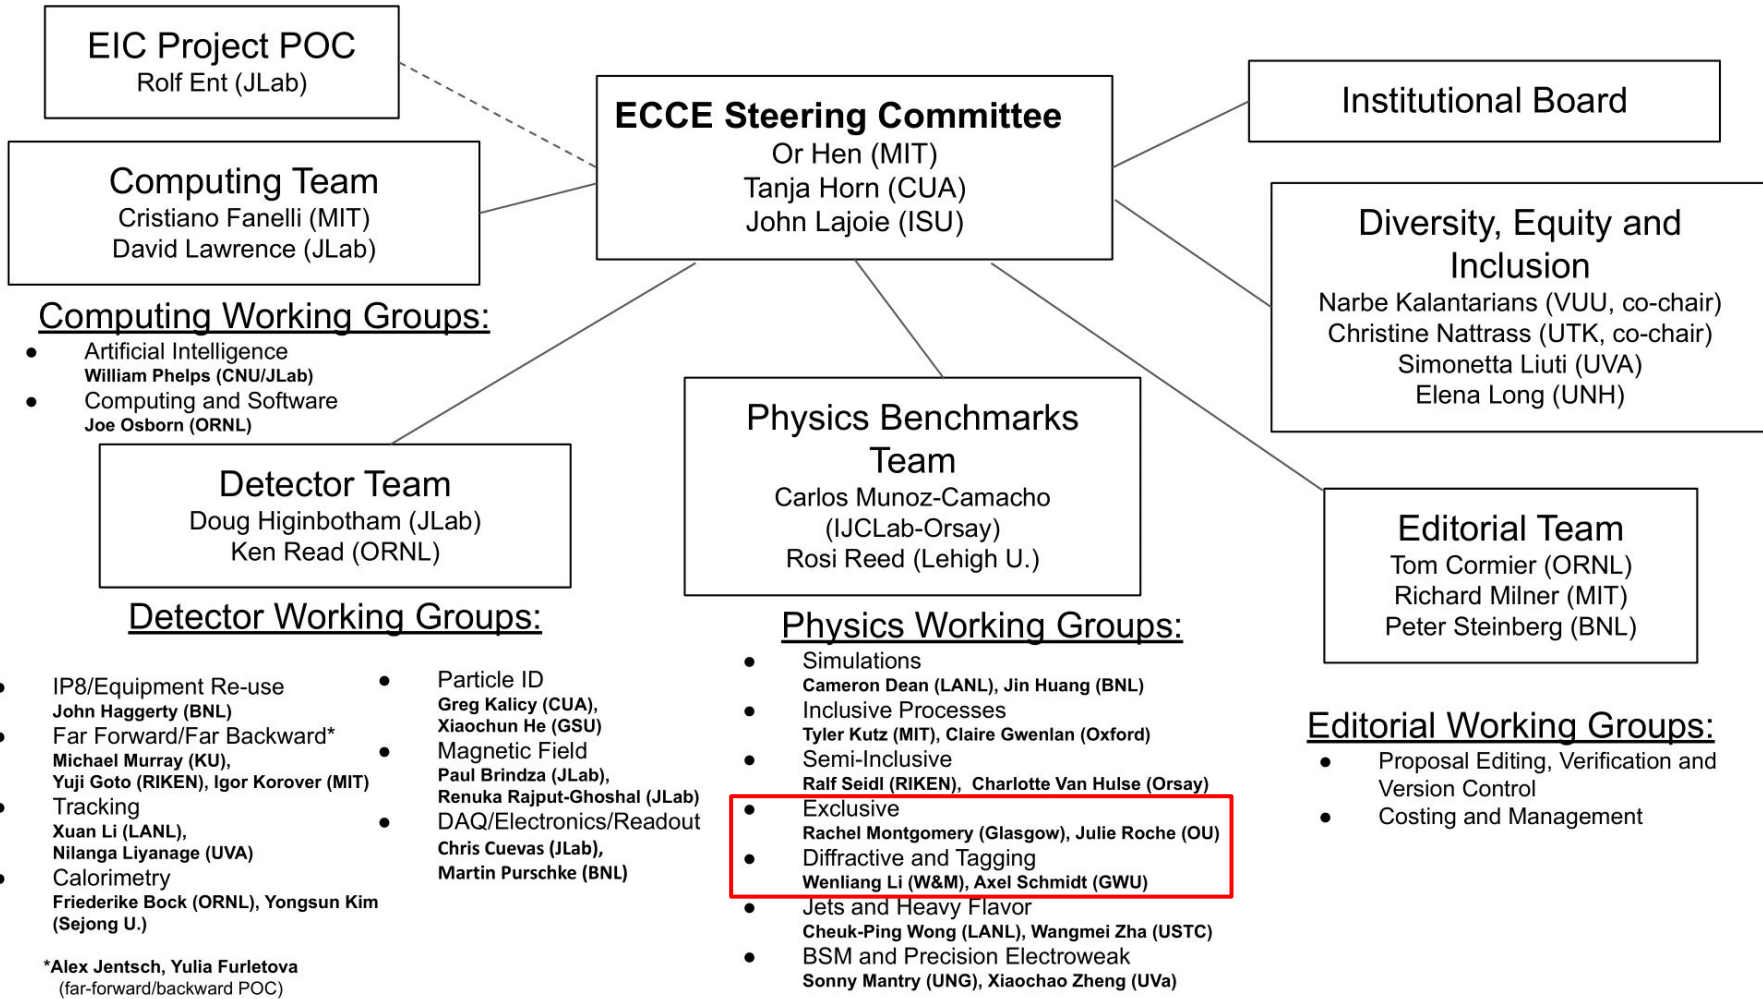 EIC Project POC
Rolf Ent (JLab)
ECCE Steering Committee
Or Hen (MIT)
Tanja Horn (CUA)
John Lajoie (ISU)
Institutional Board
Computing Team
Cristiano Fanelli (MIT)
David Lawrence (JLab)
Diversity, Equity and
Inclusion
Narbe Kalantarians (VUU, co-chair)
Christine Nattrass (UTK, co-chair)
Simonetta Liuti (UVA)
Elena Long (UNH)
Computing Working Groups:
● Artificial Intelligence
William Phelps (CNU/JLab)
● Computing and Software
Joe Osborn (ORNL)
Detector Team
Doug Higinbotham (JLab)
Ken Read (ORNL)
Physics Benchmarks
Team
Carlos Munoz-Camacho
(IJCLab-Orsay)
Rosi Reed (Lehigh U.)
Editorial Team
Tom Cormier (ORNL)
Richard Milner (MIT)
Peter Steinberg (BNL)
Detector Working Groups:
● IP8/Equipment Re-use
John Haggerty (BNL)
● Far Forward/Far Backward*
Michael Murray (KU),
Yuji Goto (RIKEN), Igor Korover (MIT)
● Tracking
Xuan Li (LANL),
Nilanga Liyanage (UVA)
● Calorimetry
Friederike Bock (ORNL), Yongsun Kim
(Sejong U.)
*Alex Jentsch, Yulia Furletova
(far-forward/backward POC)
● Particle ID
Greg Kalicy (CUA),
Xiaochun He (GSU)
● Magnetic Field
Paul Brindza (JLab),
Renuka Rajput-Ghoshal (JLab)
● DAQ/Electronics/Readout
Chris Cuevas (JLab),
Martin Purschke (BNL)
Physics Working Groups:
● Simulations
Cameron Dean (LANL), Jin Huang (BNL)
● Inclusive Processes
Tyler Kutz (MIT), Claire Gwenlan (Oxford)
● Semi-Inclusive
Ralf Seidl (RIKEN), Charlotte Van Hulse (Orsay)
● Exclusive
Rachel Montgomery (Glasgow), Julie Roche (OU)
● Diffractive and Tagging
Wenliang Li (W&M), Axel Schmidt (GWU)
● Jets and Heavy Flavor
Cheuk-Ping Wong (LANL), Wangmei Zha (USTC)
● BSM and Precision Electroweak
Sonny Mantry (UNG), Xiaochao Zheng (UVa)
Editorial Working Groups:
● Proposal Editing, Verification and
Version Control
● Costing and Management